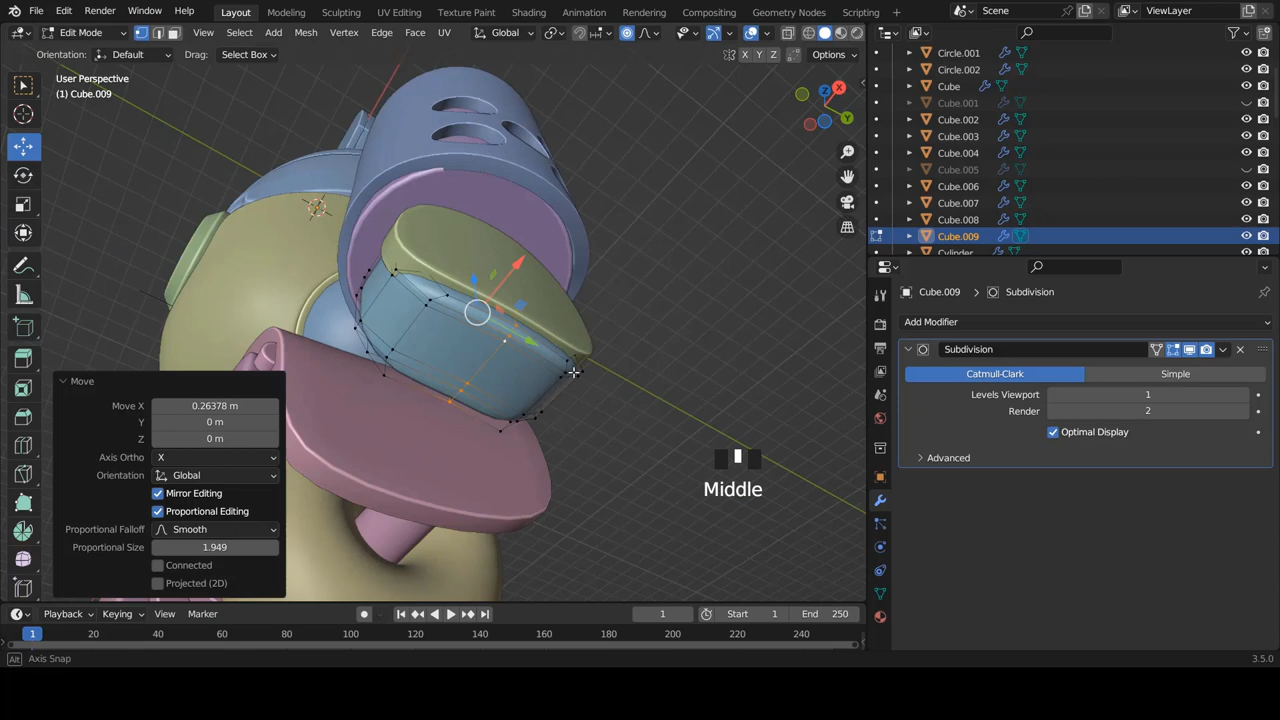 File Edit Render Window Help Layout Modeling Sculpting UV Editing Texture Paint Shading Animation Rendering Compositing Geometry Nodes Scripting + Scene ViewLayer
Edit Mode View Select Add Mesh Vertex Edge Face UV Global
Orientation: Default Drag: Select Box X Y Z Options
User Perspective
(1) Cube.009
Z X Y
Circle.001
Circle.002
Cube
Cube.001
Cube.002
Cube.003
Cube.004
Cube.005
Cube.006
Cube.007
Cube.008
Cube.009
Cylinder
Cube.009 > Subdivision
Add Modifier
Subdivision
Catmull-Clark Simple
Levels Viewport 1
Render 2
Optimal Display
Advanced
Move
Move X 0.26378 m
Y 0 m
Z 0 m
Axis Ortho X
Orientation Global
Mirror Editing
Proportional Editing
Proportional Falloff Smooth
Proportional Size 1.949
Connected
Projected (2D)
Middle
Playback Keying View Marker 1 Start 1 End 250
1 20 40 60 80 100 120 140 160 180 200 220 240
Alt Axis Snap 3.5.0